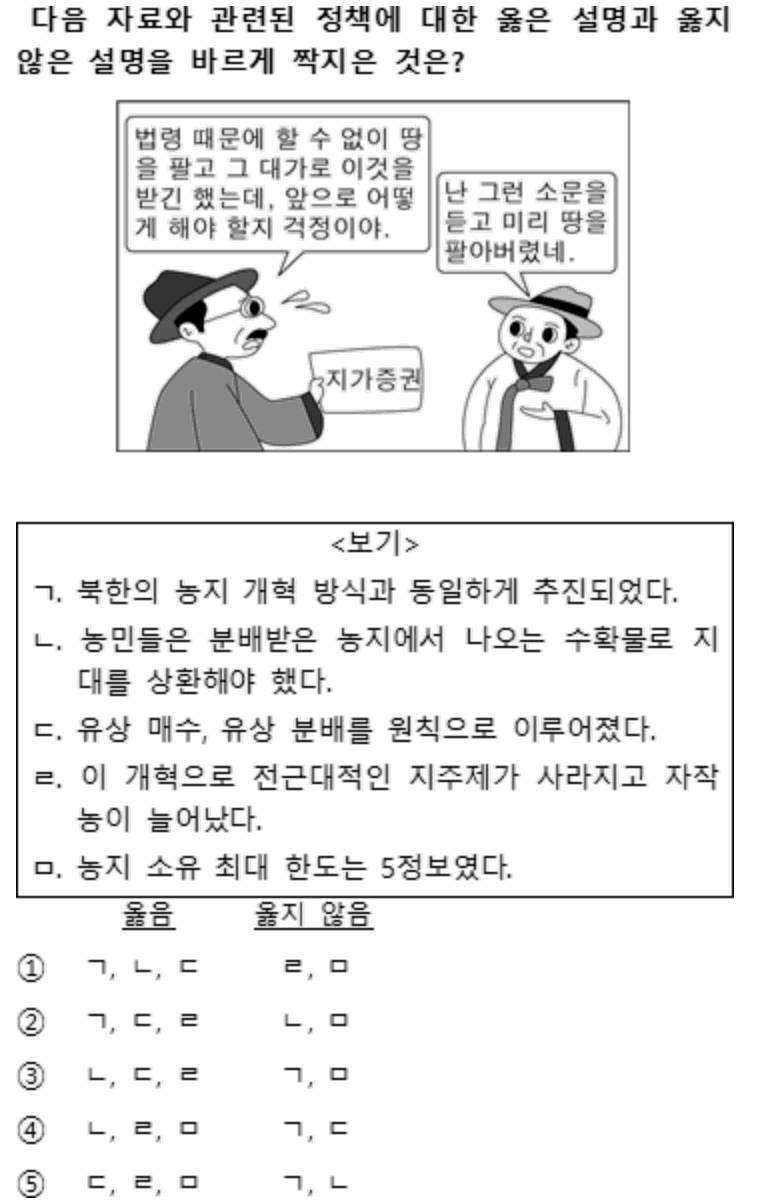 다음 자료와 관련된 정책에 대한 옳은 설명과 옳지
않은 설명을 바르게 짝지은 것은?
법령 때문에 할 수 없이 땅
을 팔고 그 대가로 이것을
받긴 했는데, 앞으로 어떻
게 해야 할지 걱정이야.
난 그런 소문을
듣고 미리 땅을
팔아버렸네.
지가증권
<보기>
ㄱ. 북한의 농지 개혁 방식과 동일하게 추진되었다.
ㄴ. 농민들은 분배받은 농지에서 나오는 수확물로 지
대를 상환해야 했다.
ㄷ. 유상 매수, 유상 분배를 원칙으로 이루어졌다.
ㄹ. 이 개혁으로 전근대적인 지주제가 사라지고 자작
농이 늘어났다.
ㅁ. 농지 소유 최대 한도는 5정보였다.
옳음 옳지 않음
① ㄱ, ㄴ, ㄷ ㄹ, ㅁ
② ㄱ, ㄷ, ㄹ ㄴ, ㅁ
③ ㄴ, ㄷ, ㄹ ㄱ, ㅁ
④ ㄴ, ㄹ, ㅁ ㄱ, ㄷ
⑤ ㄷ, ㄹ, ㅁ ㄱ, ㄴ